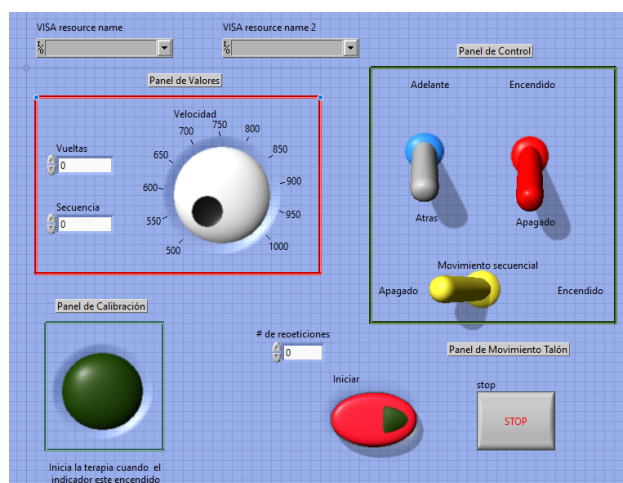 VISA resource name
VISA resource name 2
Panel de Control
Panel de Valores
Adelante
Encendido
Velocidad
Vueltas
0
Secuencia
0
500
550
600
650
700
750
800
850
900
950
1000
Atras
Apagado
Movimiento secuencial
Apagado
Encendido
Panel de Calibración
# de reoeticiones
0
Panel de Movimiento Talón
Iniciar
stop
STOP
Inicia la terapia cuando el
indicador este encendido